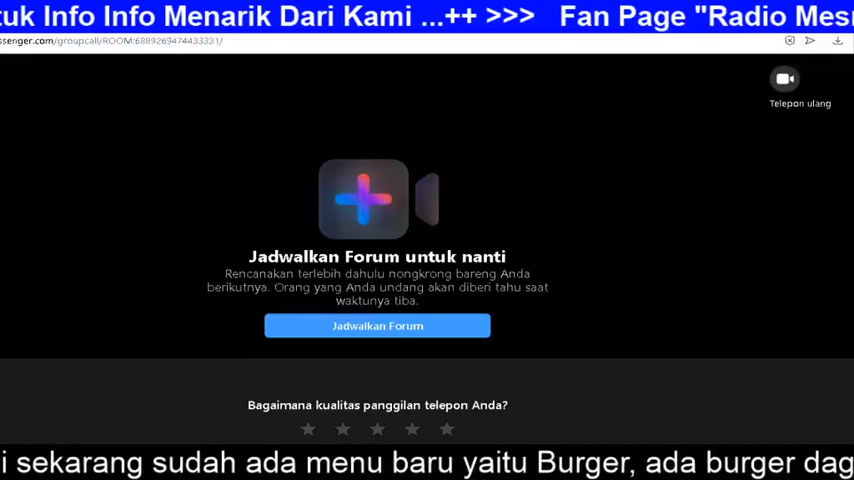 tuk Info Info Menarik Dari Kami ...++ >>> Fan Page "Radio Mesr
ssenger.com/groupcall/ROOM:6889269474433331/
Telepon ulang
Jadwalkan Forum untuk nanti
Rencanakan terlebih dahulu nongkrong bareng Anda
berikutnya. Orang yang Anda undang akan diberi tahu saat
waktunya tiba.
Jadwalkan Forum
Bagaimana kualitas panggilan telepon Anda?
i sekarang sudah ada menu baru yaitu Burger, ada burger dag